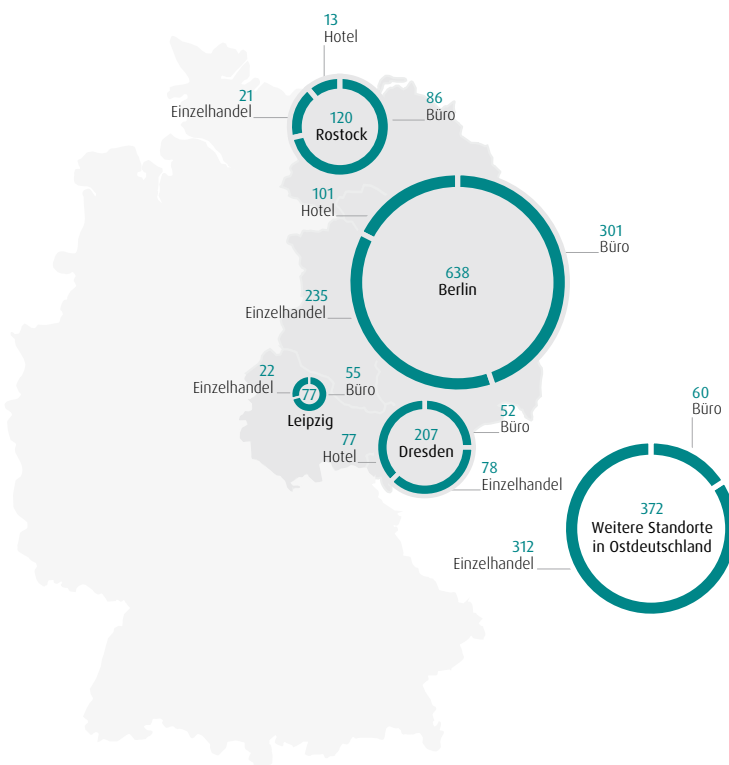 13
Hotel
21
Einzelhandel
86
Büro
120
Rostock
101
Hotel
301
Büro
638
Berlin
235
Einzelhandel
22
Einzelhandel
55
Büro
77
Leipzig
52
Büro
207
Dresden
77
Hotel
78
Einzelhandel
60
Büro
372
Weitere Standorte
in Ostdeutschland
312
Einzelhandel